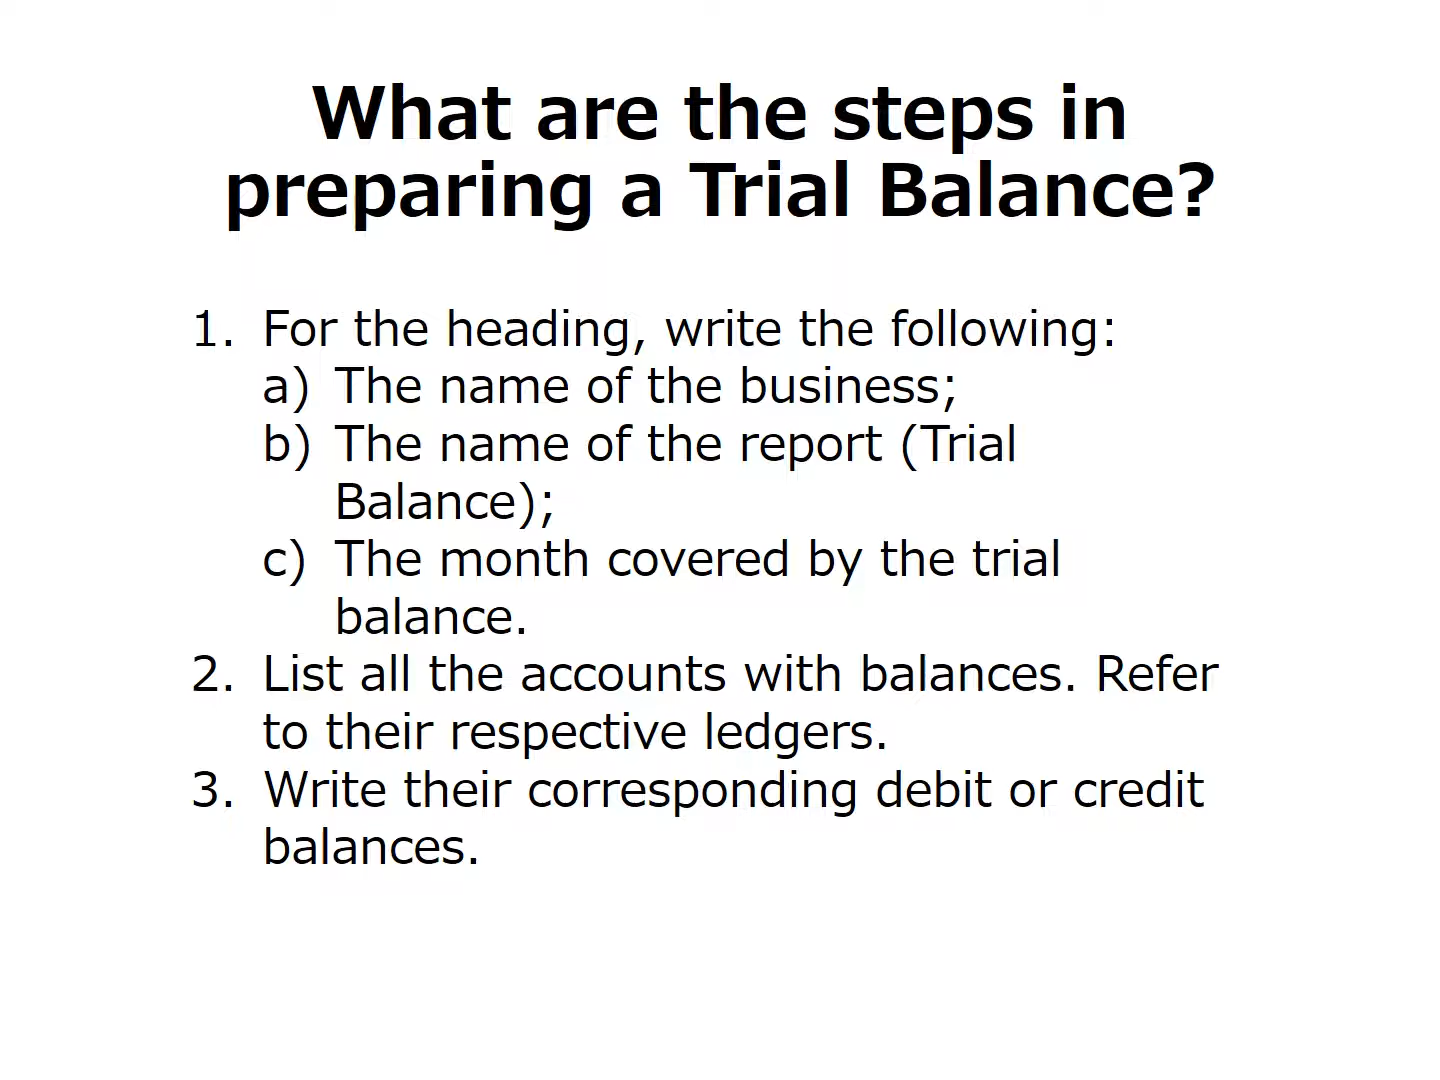 What are the steps in
preparing a Trial Balance?
1. For the heading, write the following:
a) The name of the business;
b) The name of the report (Trial
Balance);
c) The month covered by the trial
balance.
2. List all the accounts with balances. Refer
to their respective ledgers.
3. Write their corresponding debit or credit
balances.